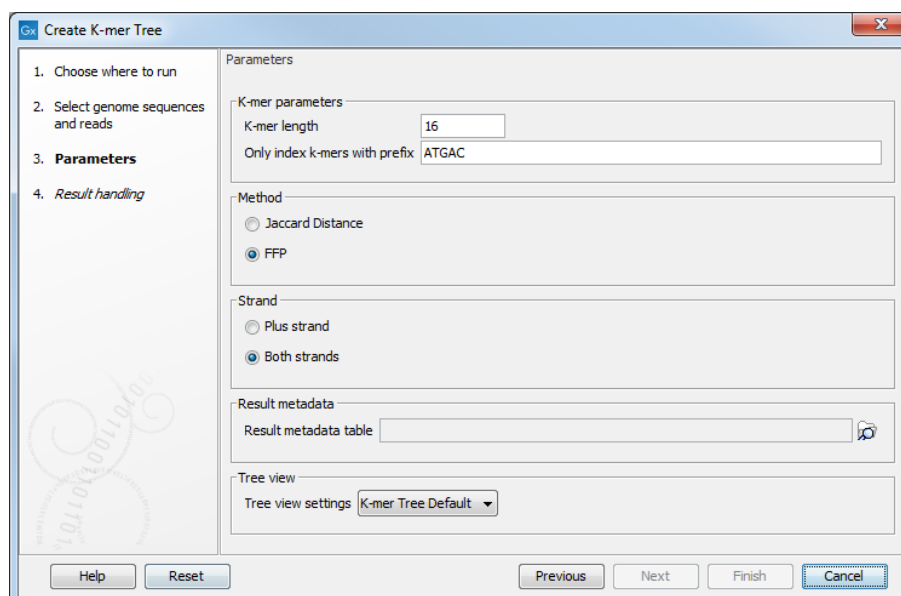 Gx Create K-mer Tree
1. Choose where to run
2. Select genome sequences
and reads
3. Parameters
4. Result handling
Parameters
K-mer parameters
K-mer length 16
Only index k-mers with prefix ATGAC
Method
Jaccard Distance
FFP
Strand
Plus strand
Both strands
Result metadata
Result metadata table
Tree view
Tree view settings K-mer Tree Default
Help Reset Previous Next Finish Cancel